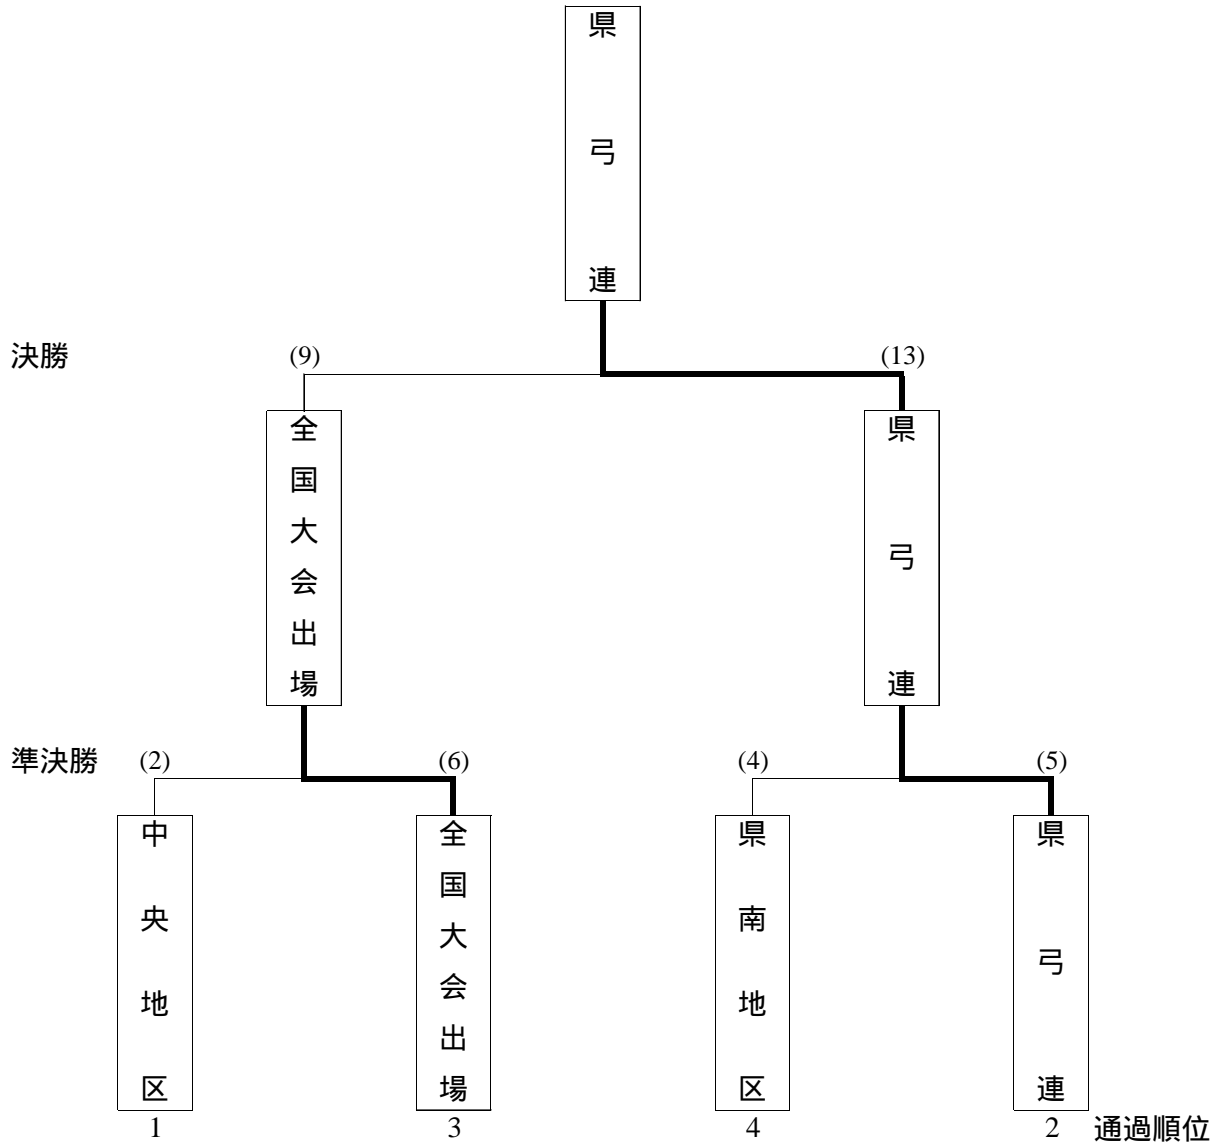 県弓連
決勝
(9)
(13)
全国大会出場
県弓連
準決勝
(2)
(6)
(4)
(5)
中央地区
全国大会出場
県南地区
県弓連
1
3
4
2
通過順位